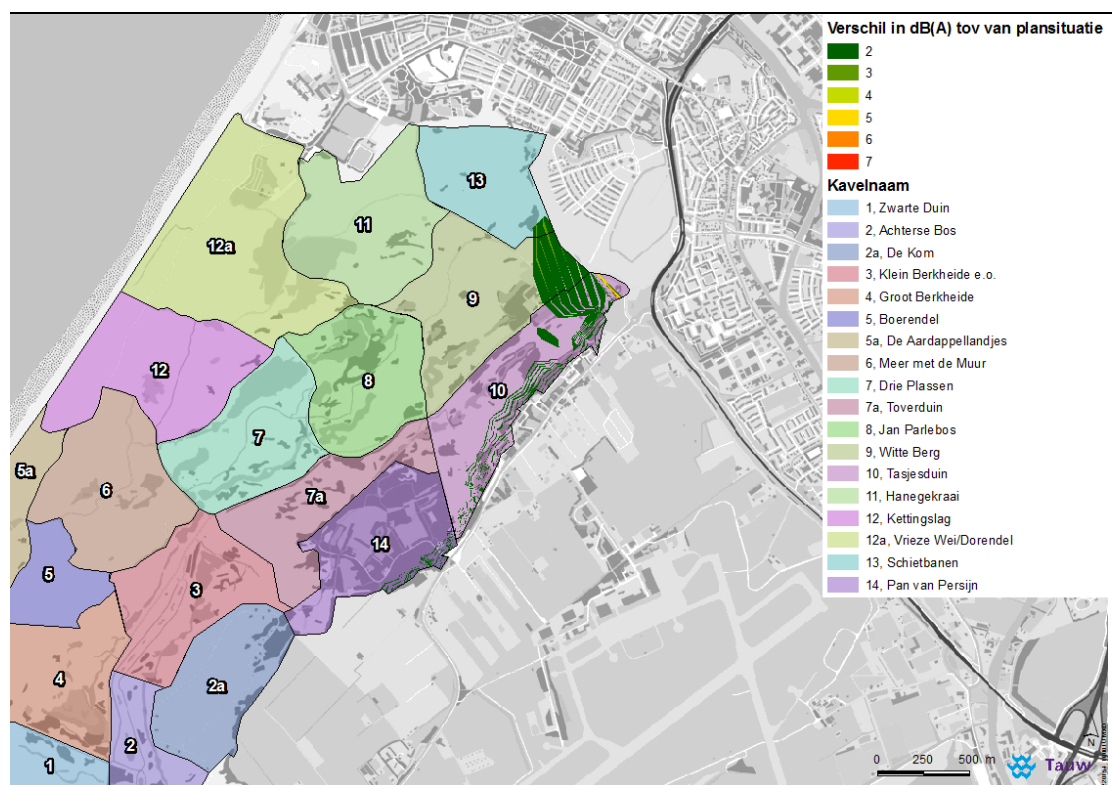 Verschil in dB(A) tov van plansituatie
2
3
4
5
6
7
Kavelnaam
1, Zwarte Duin
2, Achterse Bos
2a, De Kom
3, Klein Berkheide e.o.
4, Groot Berkheide
5, Boerendel
5a, De Aardappellandjes
6, Meer met de Muur
7, Drie Plassen
7a, Toverduin
8, Jan Parlebos
9, Witte Berg
10, Tasjesduin
11, Hanegekraai
12, Kettingslag
12a, Vrieze Wei/Dorendel
13, Schietbanen
14, Pan van Persijn
13
11
12a
9
12
8
10
7
5a
6
7a
14
5
3
4
2a
2
1
N
0 250 500 m
Tauw